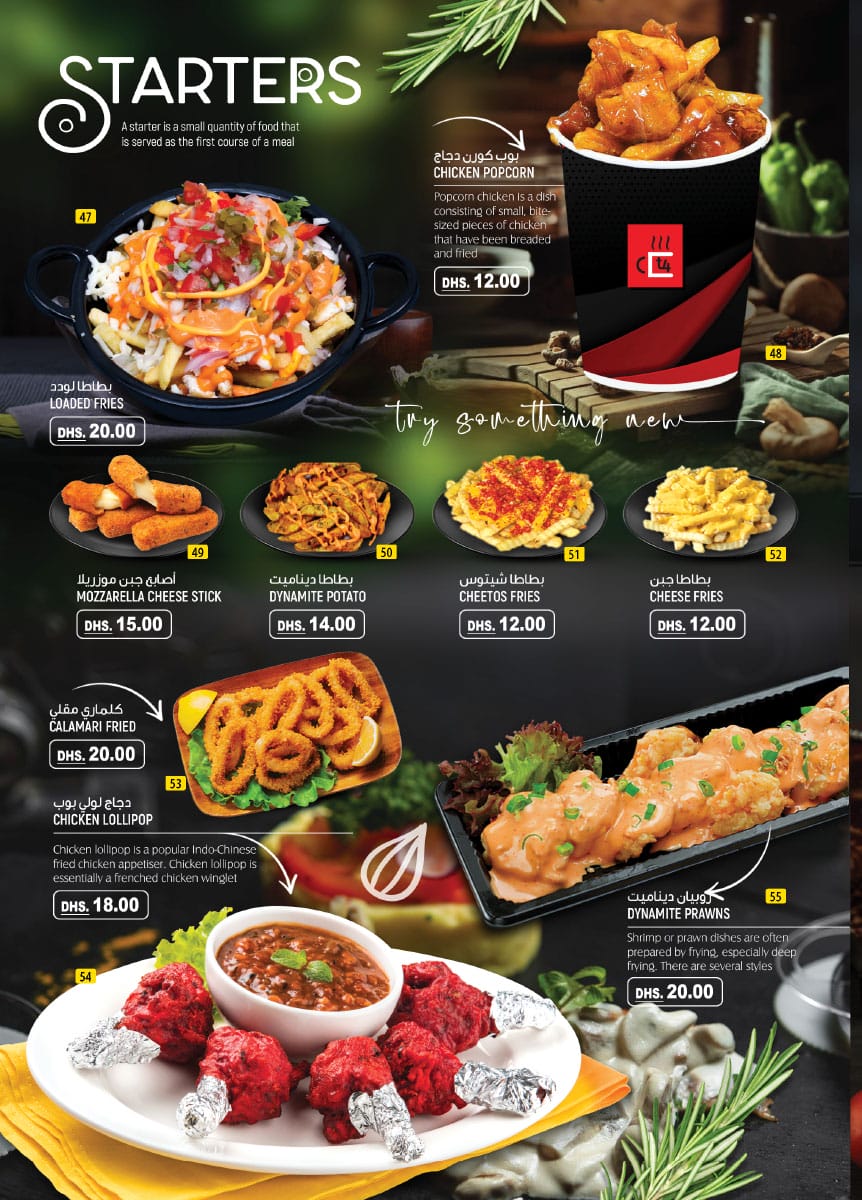 STARTERS
A starter is a small quantity of food that
is served as the first course of a meal
بوب كورن دجاج
CHICKEN POPCORN
Popcorn chicken is a dish
consisting of small, bite-
sized pieces of chicken
that have been breaded
and fried
DHS. 12.00
48
47
بطاطا لودد
LOADED FRIES
DHS. 20.00
try something new
49
أصابع جبن موزريلا
MOZZARELLA CHEESE STICK
DHS. 15.00
50
بطاطا ديناميت
DYNAMITE POTATO
DHS. 14.00
51
بطاطا شيتوس
CHEETOS FRIES
DHS. 12.00
52
بطاطا جبن
CHEESE FRIES
DHS. 12.00
كلماري مقلي
CALAMARI FRIED
DHS. 20.00
53
دجاج لولي بوب
CHICKEN LOLLIPOP
Chicken lollipop is a popular Indo-Chinese
fried chicken appetiser. Chicken lollipop is
essentially a frenched chicken winglet
DHS. 18.00
54
55
روبيان ديناميت
DYNAMITE PRAWNS
Shrimp or prawn dishes are often
prepared by frying, especially deep
frying. There are several styles
DHS. 20.00